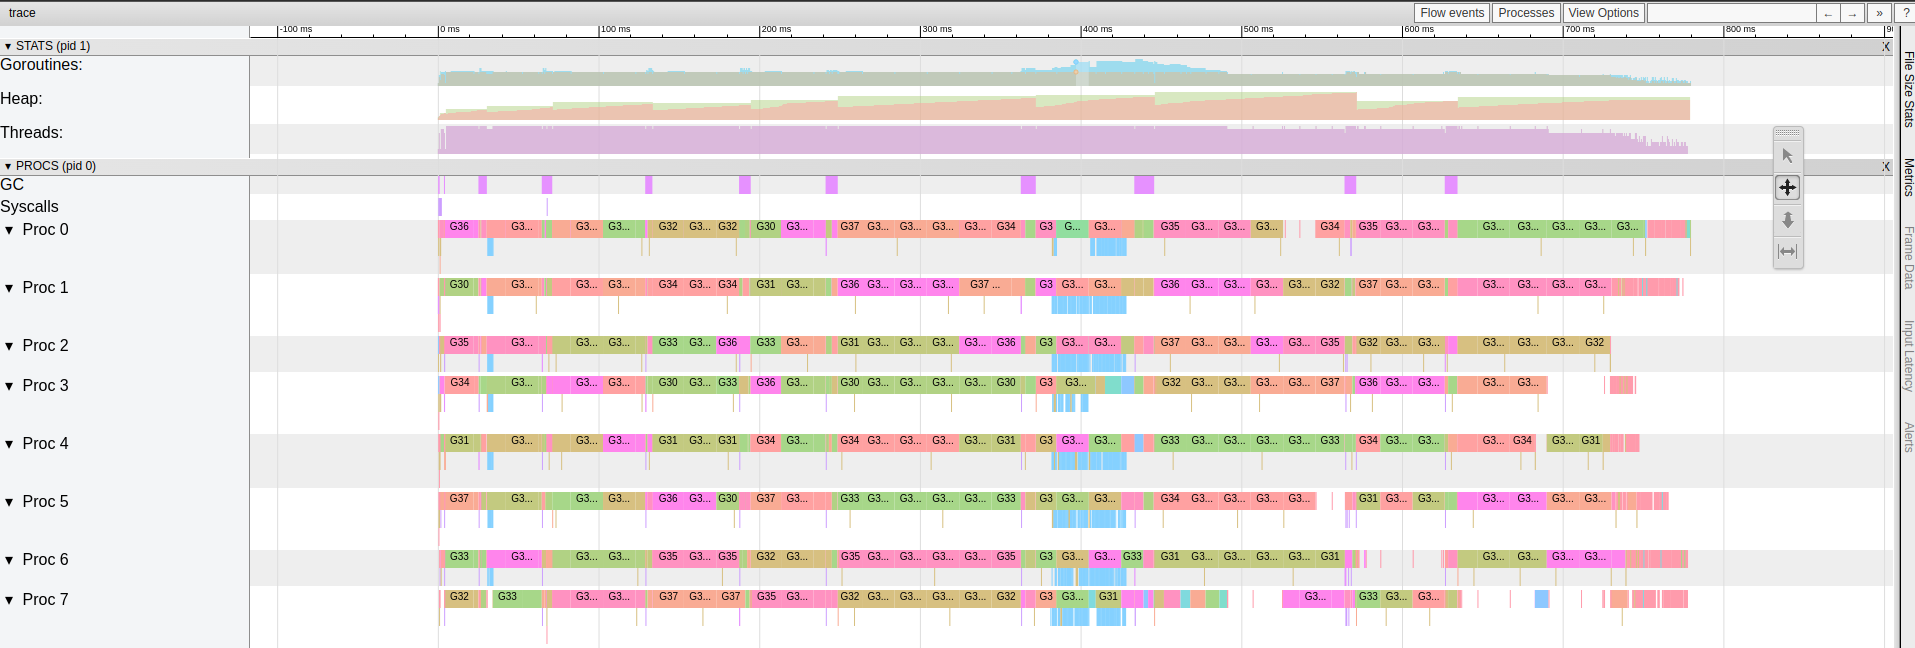 trace Flow events Processes View Options ← → » ?
-100 ms 0 ms 100 ms 200 ms 300 ms 400 ms 500 ms 600 ms 700 ms 800 ms
▾ STATS (pid 1) X
Goroutines:
Heap:
Threads:
▾ PROCS (pid 0) X
GC
Syscalls
▾ Proc 0 G36 G3... G3... G3... G32 G32 G32 G30 G3... G37 G3... G3... G3... G3... G34 G3 G... G3... G35 G3... G3... G3... G34 G35 G3... G3... G3... G3... G3... G3... G3...
▾ Proc 1 G30 G3... G3... G3... G34 G34 G34 G31 G3... G36 G3... G3... G3... G37 ... G3 G3... G3... G36 G3... G3... G3... G3... G32 G37 G3... G3... G3... G3... G3... G3...
▾ Proc 2 G35 G3... G3... G3... G33 G33 G36 G33 G3... G31 G3... G3... G3... G3... G36 G3 G3... G3... G37 G3... G3... G3... G3... G35 G32 G3... G3... G3... G3... G3... G32
▾ Proc 3 G34 G3... G3... G3... G30 G3... G33 G36 G3... G30 G3... G3... G3... G3... G30 G3 G3... G32 G3... G3... G3... G3... G37 G36 G3... G3... G3... G3...
▾ Proc 4 G31 G3... G3... G3... G31 G3... G31 G34 G3... G34 G3... G3... G3... G3... G31 G3 G3... G3... G33 G3... G3... G3... G3... G33 G34 G3... G3... G3... G34 G3... G31
▾ Proc 5 G37 G3... G3... G3... G36 G3... G30 G37 G3... G33 G3... G3... G3... G3... G33 G3 G3... G3... G34 G3... G3... G3... G3... G31 G3... G3... G3... G3... G3... G3...
▾ Proc 6 G33 G3... G3... G3... G35 G3... G35 G32 G3... G35 G3... G3... G3... G3... G35 G3 G3... G3... G33 G31 G3... G3... G3... G3... G31 G3... G3... G3... G3...
▾ Proc 7 G32 G33 G3... G3... G37 G3... G37 G35 G3... G32 G3... G3... G3... G3... G32 G3 G3... G31 G3... G33 G3... G3...
File Size Stats
Metrics
Frame Data
Input Latency
Alerts